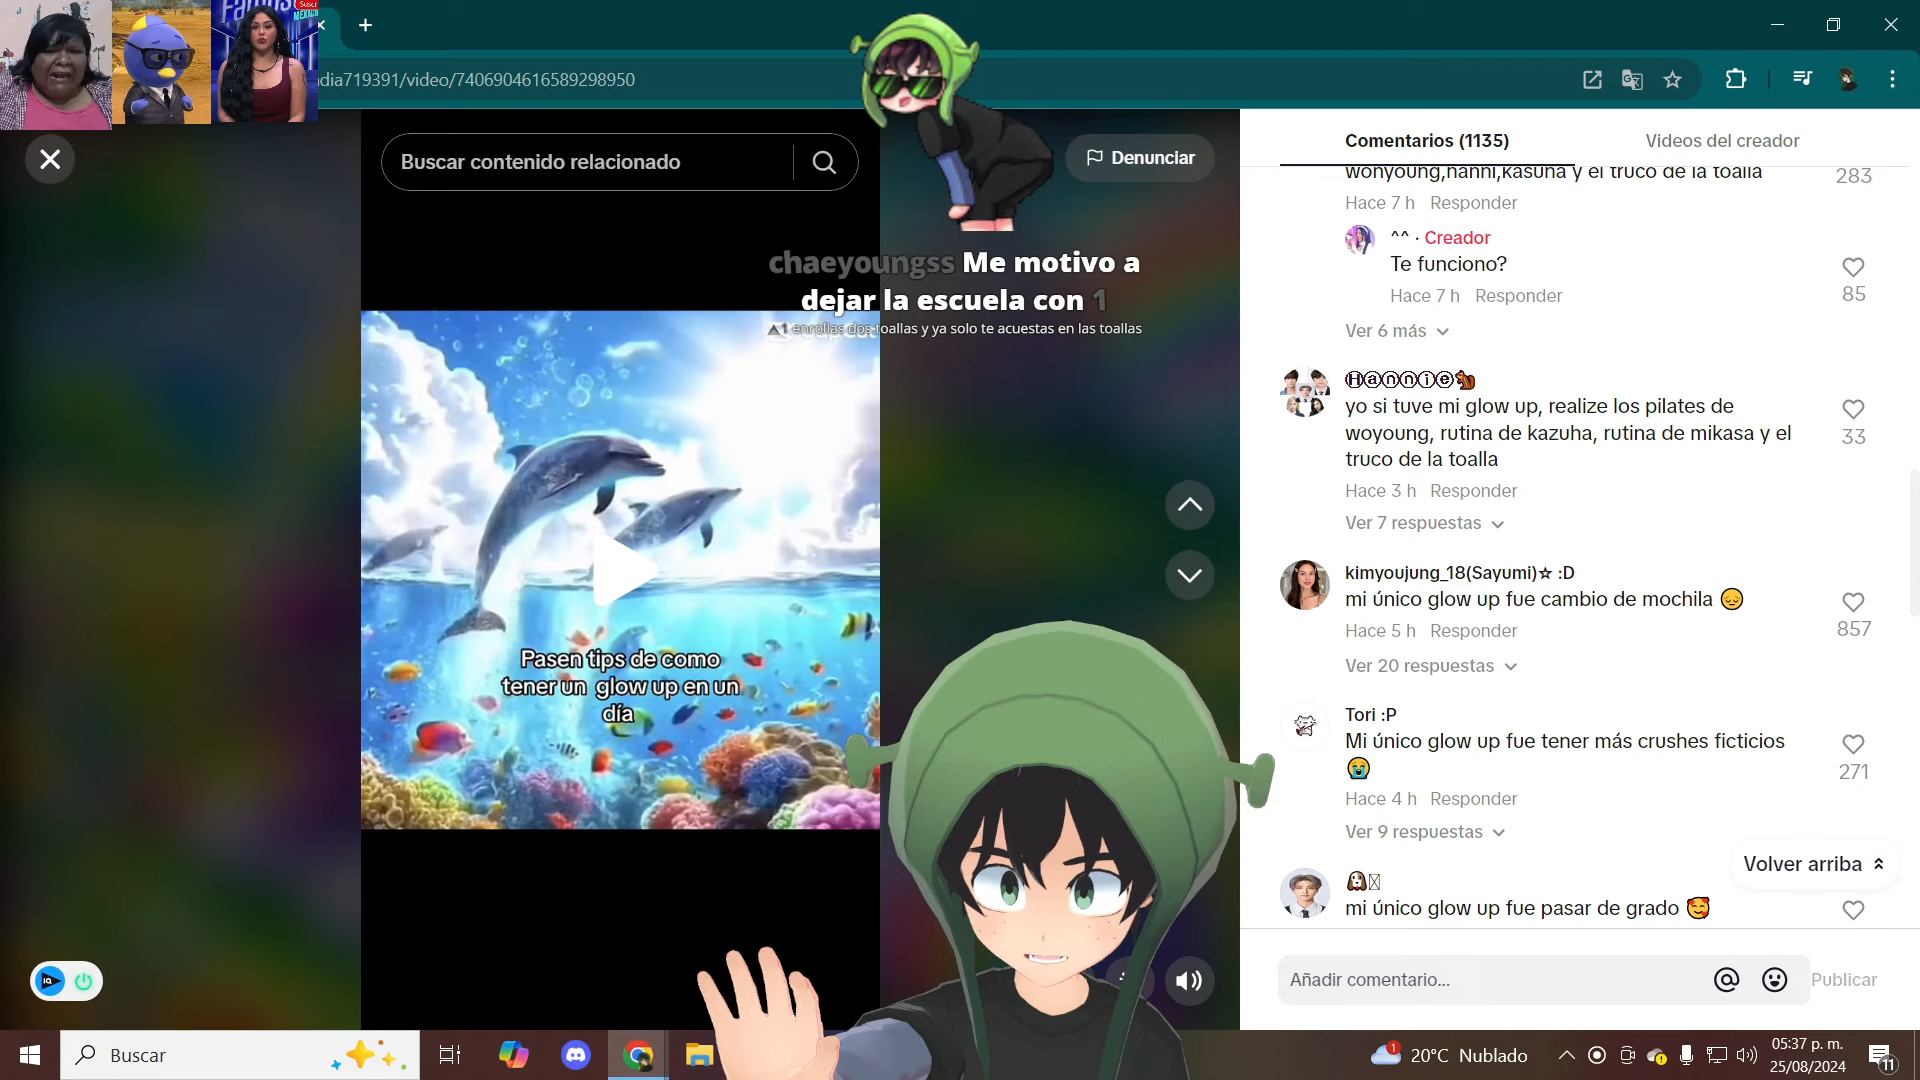 Famos
Suscr
MÉXICO
dia719391/video/7406904616589298950
Buscar contenido relacionado
Denunciar
chaeyoungss Me motivo a
dejar la escuela con 1
enrollas dos toallas y ya solo te acuestas en las toallas
Pasen tips de como
tener un glow up en un
día
Comentarios (1135)
Videos del creador
wonyoung,hanni,kasuha y el truco de la toalla
283
Hace 7 h Responder
^^ · Creador
Te funciono?
85
Hace 7 h Responder
Ver 6 más
Ⓗⓐⓝⓝⓘⓔ🐿
yo si tuve mi glow up, realize los pilates de
woyoung, rutina de kazuha, rutina de mikasa y el
truco de la toalla
33
Hace 3 h Responder
Ver 7 respuestas
kimyoujung_18(Sayumi)☆ :D
mi único glow up fue cambio de mochila 😔
857
Hace 5 h Responder
Ver 20 respuestas
Tori :P
Mi único glow up fue tener más crushes ficticios
😭
271
Hace 4 h Responder
Ver 9 respuestas
Volver arriba
mi único glow up fue pasar de grado 🥰
Añadir comentario...
Publicar
Buscar
1
20°C Nublado
05:37 p. m.
25/08/2024
11